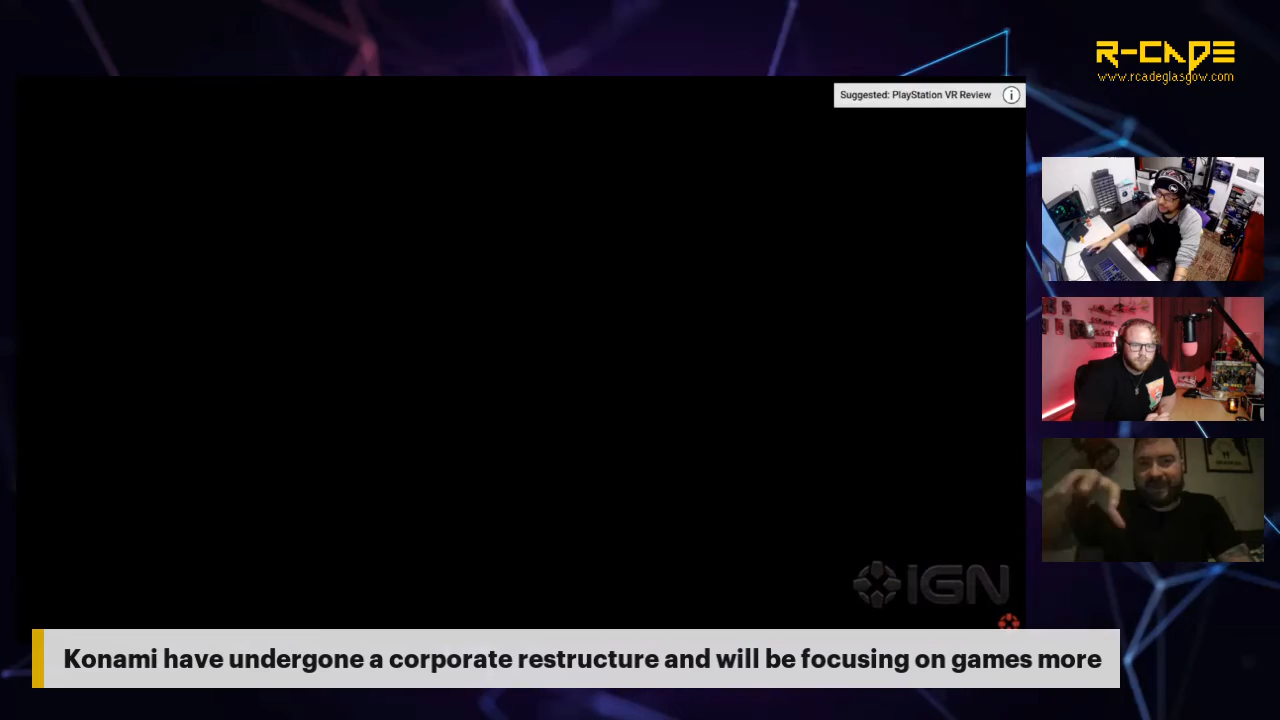 R-CADE
www.rcadeglasgow.com
Suggested: PlayStation VR Review
IGN
Konami have undergone a corporate restructure and will be focusing on games more